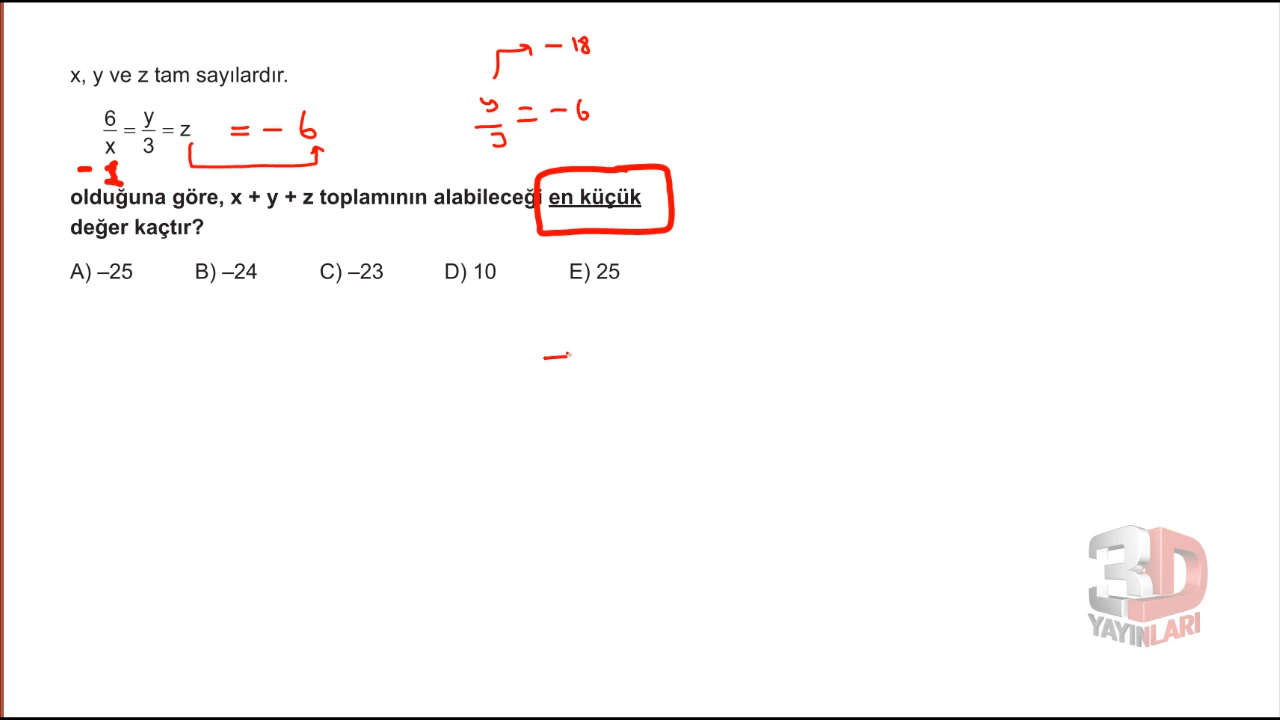 → - 18
x, y ve z tam sayılardır.
6/x = y/3 = z = - 6
y/3 = - 6
- 1
olduğuna göre, x + y + z toplamının alabileceği en küçük
değer kaçtır?
A) –25 B) –24 C) –23 D) 10 E) 25
3D
YAYINLARI